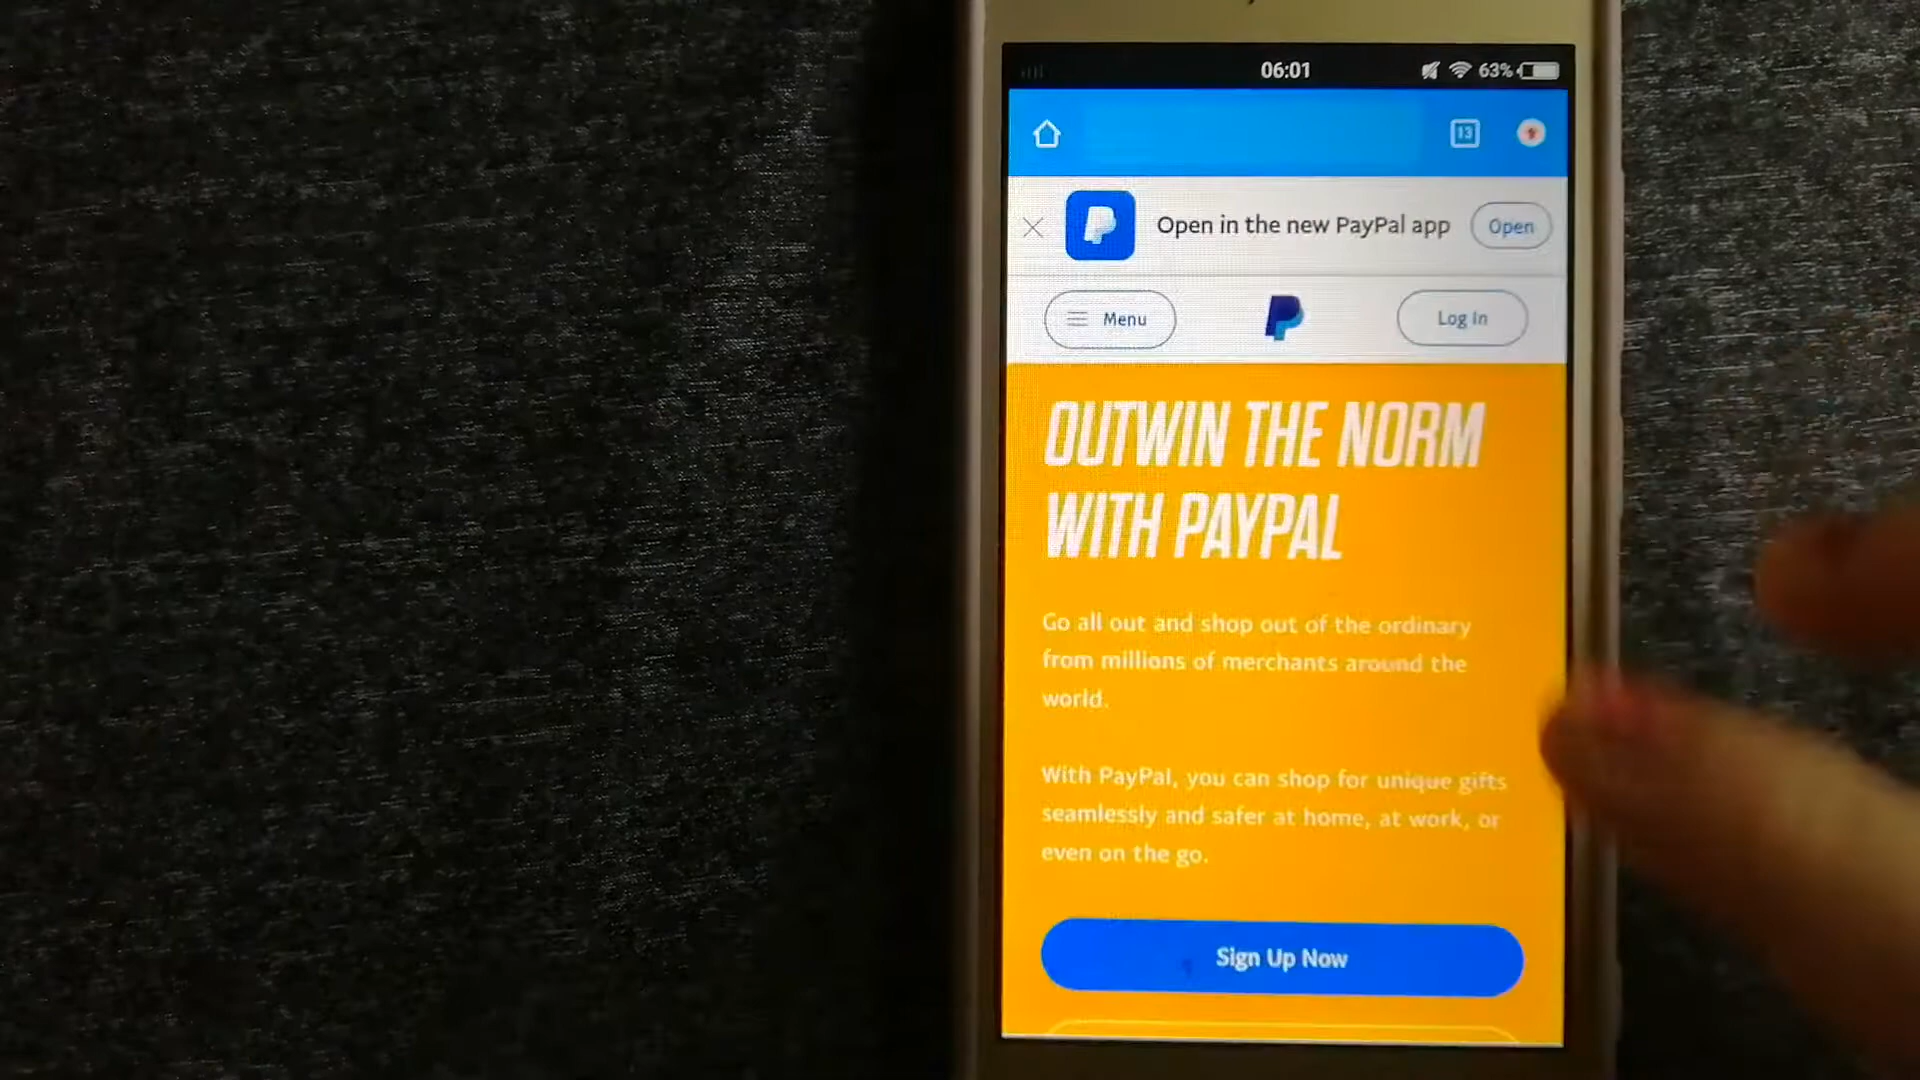 06:01
63%
13
Open in the new PayPal app
Open
Menu
Log In
OUTWIN THE NORM
WITH PAYPAL
Go all out and shop out of the ordinary
from millions of merchants around the
world.
With PayPal, you can shop for unique gifts
seamlessly and safer at home, at work, or
even on the go.
Sign Up Now